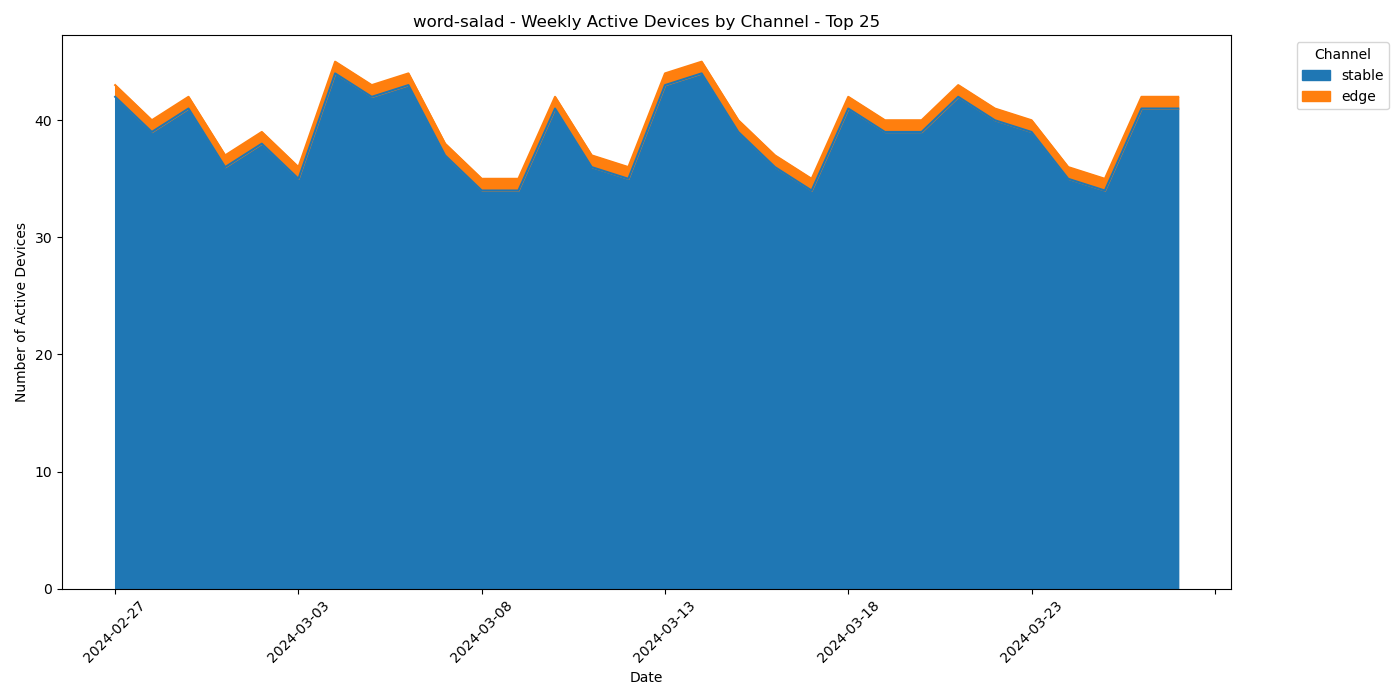 word-salad - Weekly Active Devices by Channel - Top 25
Channel
stable
edge
Number of Active Devices
40
30
20
10
0
2024-02-27
2024-03-03
2024-03-08
2024-03-13
2024-03-18
2024-03-23
Date